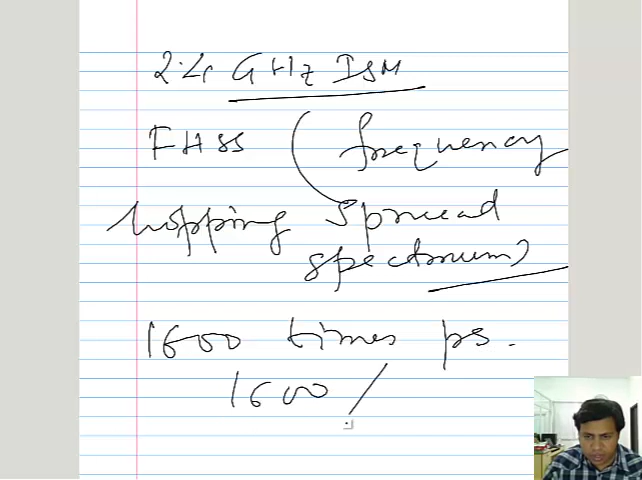 2.4 GHz ISM
FHSS (frequency
hopping spread
spectrum)
1600 times ps.
1600/